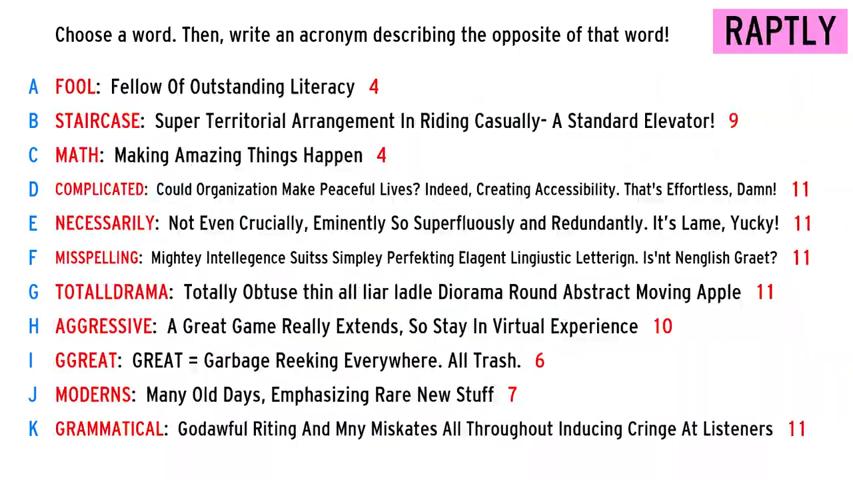 Choose a word. Then, write an acronym describing the opposite of that word!
RAPTLY
A FOOL: Fellow Of Outstanding Literacy 4
B STAIRCASE: Super Territorial Arrangement In Riding Casually- A Standard Elevator! 9
C MATH: Making Amazing Things Happen 4
D COMPLICATED: Could Organization Make Peaceful Lives? Indeed, Creating Accessibility. That's Effortless, Damn! 11
E NECESSARILY: Not Even Crucially, Eminently So Superfluously and Redundantly. It's Lame, Yucky! 11
F MISSPELLING: Mightey Intellegence Suitss Simpley Perfekting Elagent Lingiustic Letterign. Is'nt Nenglish Graet? 11
G TOTALLDRAMA: Totally Obtuse thin all liar ladle Diorama Round Abstract Moving Apple 11
H AGGRESSIVE: A Great Game Really Extends, So Stay In Virtual Experience 10
I GGREAT: GREAT = Garbage Reeking Everywhere. All Trash. 6
J MODERNS: Many Old Days, Emphasizing Rare New Stuff 7
K GRAMMATICAL: Godawful Riting And Mny Miskates All Throughout Inducing Cringe At Listeners 11